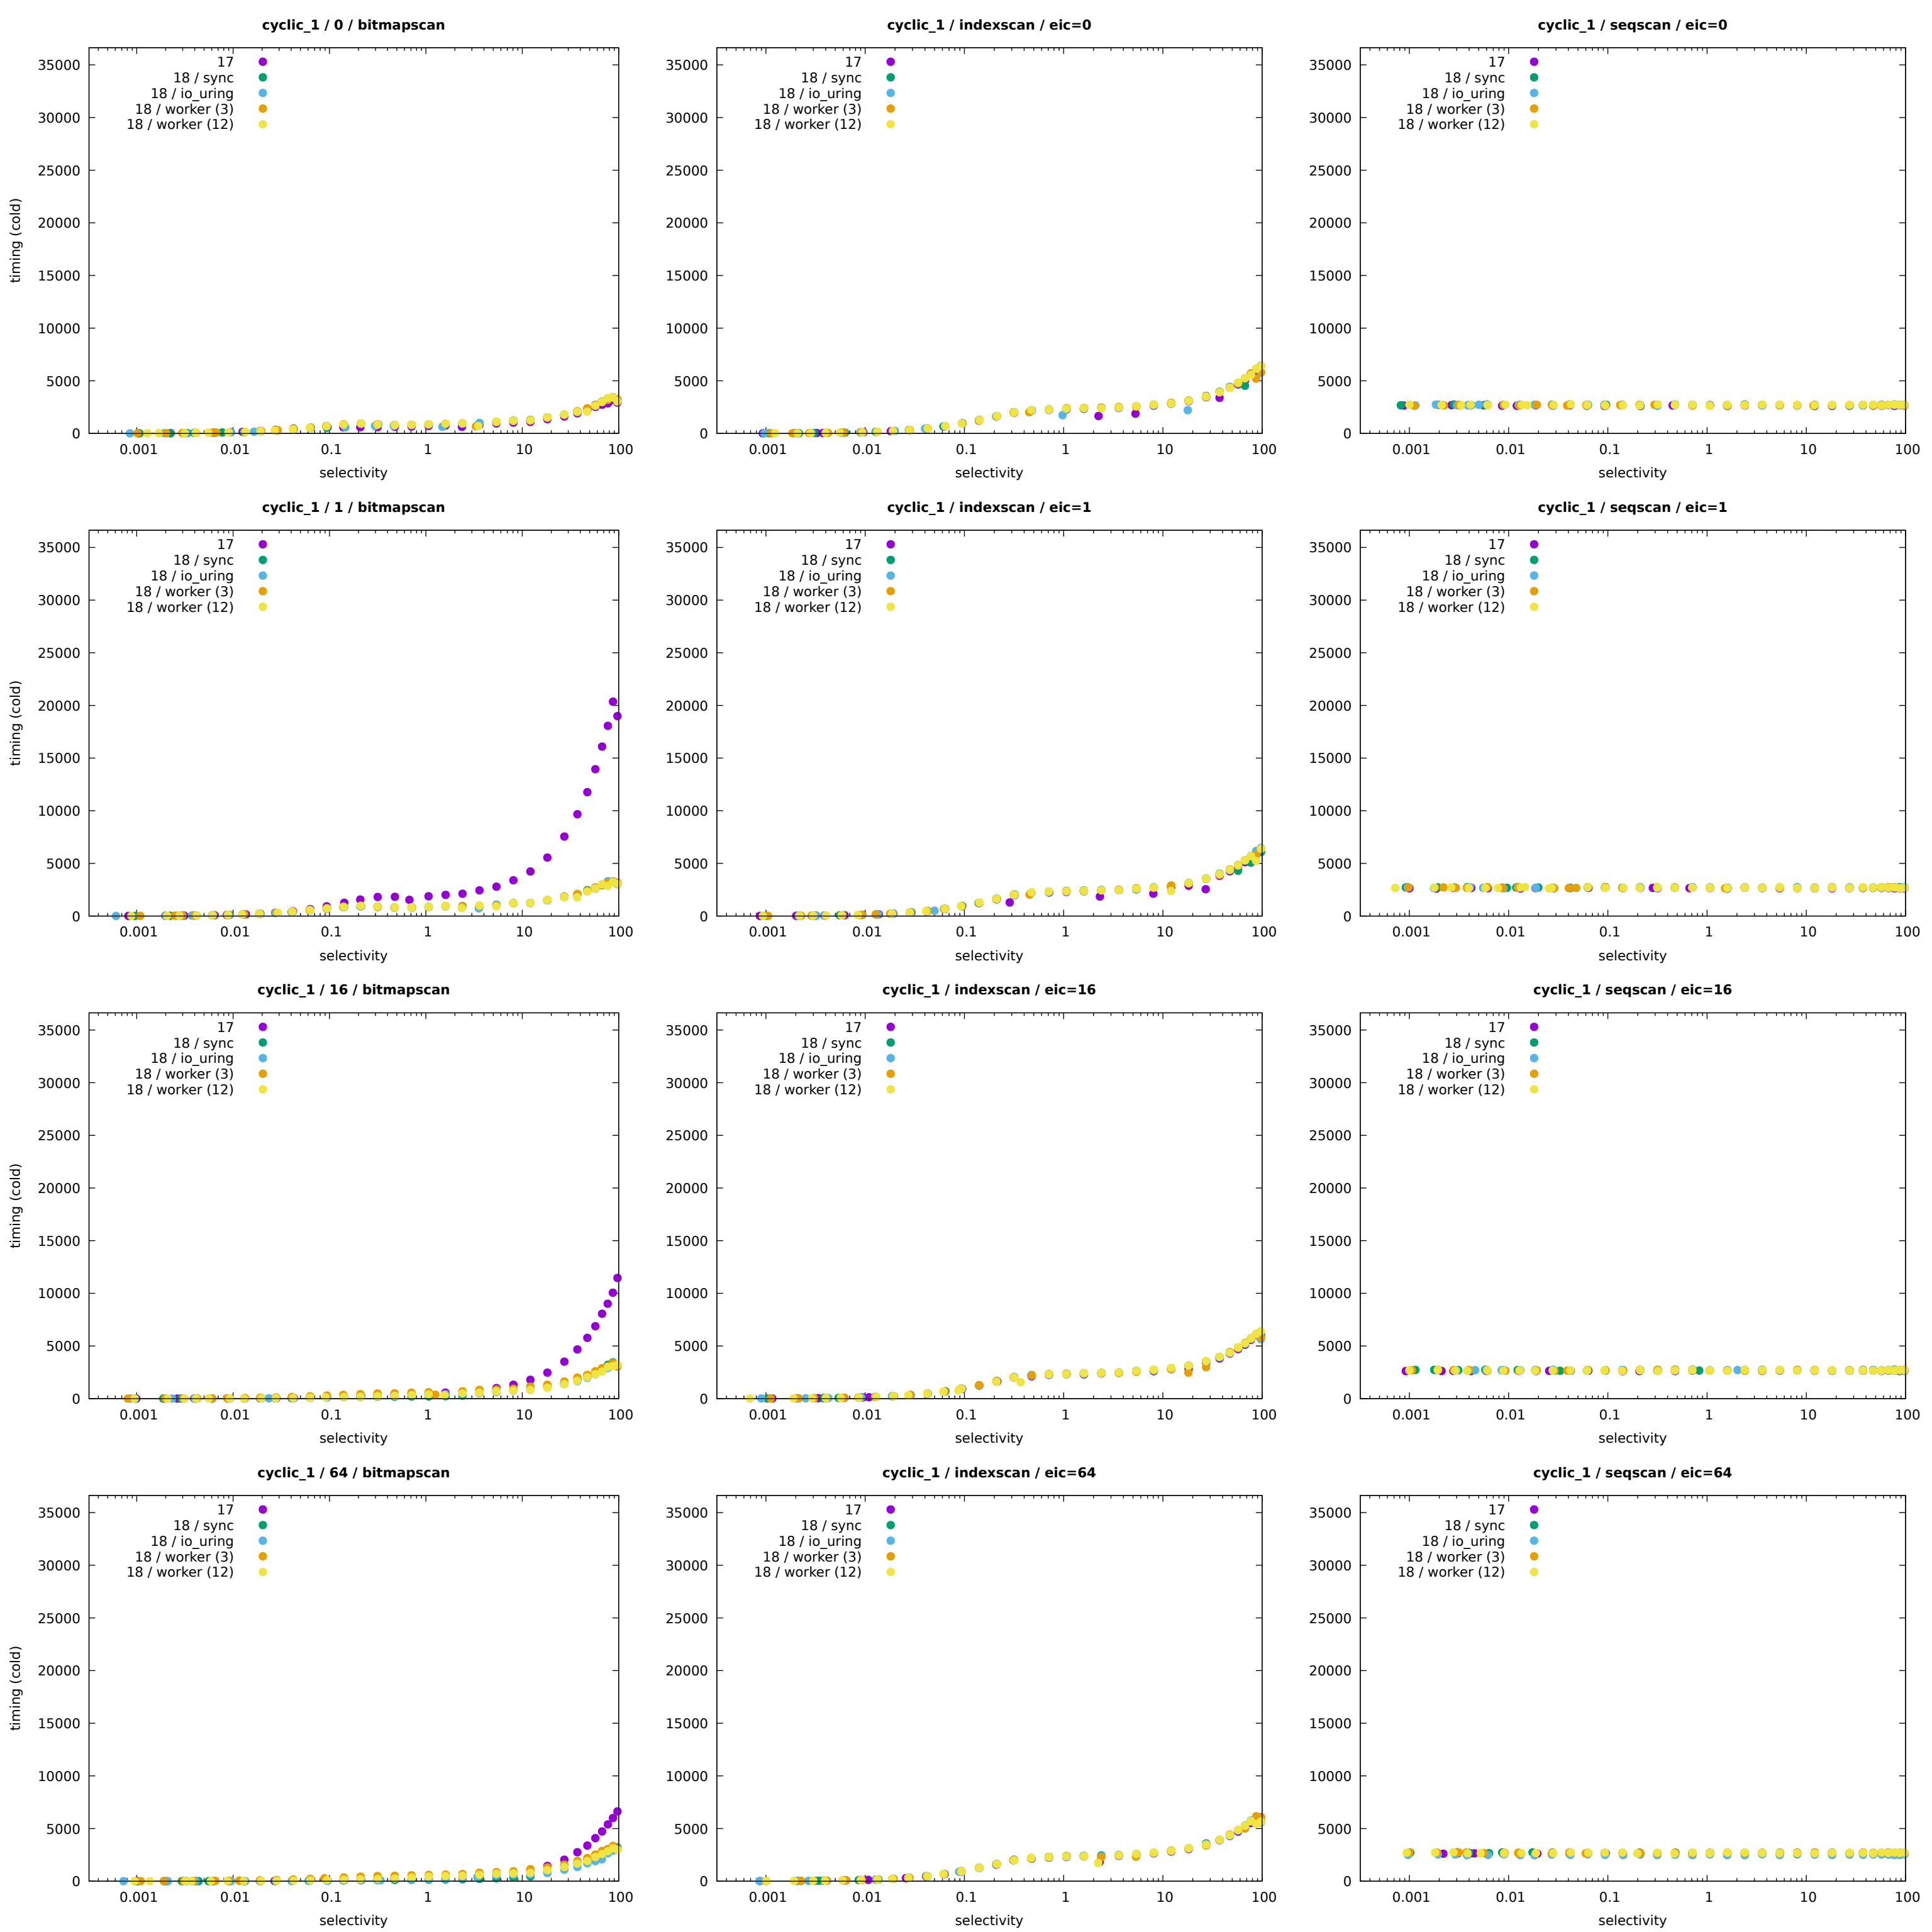 cyclic_1 / 0 / bitmapscan
timing (cold)
35000
30000
25000
20000
15000
10000
5000
0
17
18 / sync
18 / io_uring
18 / worker (3)
18 / worker (12)
0.001 0.01 0.1 1 10 100
selectivity
cyclic_1 / indexscan / eic=0
35000
30000
25000
20000
15000
10000
5000
0
17
18 / sync
18 / io_uring
18 / worker (3)
18 / worker (12)
0.001 0.01 0.1 1 10 100
selectivity
cyclic_1 / seqscan / eic=0
35000
30000
25000
20000
15000
10000
5000
0
17
18 / sync
18 / io_uring
18 / worker (3)
18 / worker (12)
0.001 0.01 0.1 1 10 100
selectivity
cyclic_1 / 1 / bitmapscan
timing (cold)
35000
30000
25000
20000
15000
10000
5000
0
17
18 / sync
18 / io_uring
18 / worker (3)
18 / worker (12)
0.001 0.01 0.1 1 10 100
selectivity
cyclic_1 / indexscan / eic=1
35000
30000
25000
20000
15000
10000
5000
0
17
18 / sync
18 / io_uring
18 / worker (3)
18 / worker (12)
0.001 0.01 0.1 1 10 100
selectivity
cyclic_1 / seqscan / eic=1
35000
30000
25000
20000
15000
10000
5000
0
17
18 / sync
18 / io_uring
18 / worker (3)
18 / worker (12)
0.001 0.01 0.1 1 10 100
selectivity
cyclic_1 / 16 / bitmapscan
timing (cold)
35000
30000
25000
20000
15000
10000
5000
0
17
18 / sync
18 / io_uring
18 / worker (3)
18 / worker (12)
0.001 0.01 0.1 1 10 100
selectivity
cyclic_1 / indexscan / eic=16
35000
30000
25000
20000
15000
10000
5000
0
17
18 / sync
18 / io_uring
18 / worker (3)
18 / worker (12)
0.001 0.01 0.1 1 10 100
selectivity
cyclic_1 / seqscan / eic=16
35000
30000
25000
20000
15000
10000
5000
0
17
18 / sync
18 / io_uring
18 / worker (3)
18 / worker (12)
0.001 0.01 0.1 1 10 100
selectivity
cyclic_1 / 64 / bitmapscan
timing (cold)
35000
30000
25000
20000
15000
10000
5000
0
17
18 / sync
18 / io_uring
18 / worker (3)
18 / worker (12)
0.001 0.01 0.1 1 10 100
selectivity
cyclic_1 / indexscan / eic=64
35000
30000
25000
20000
15000
10000
5000
0
17
18 / sync
18 / io_uring
18 / worker (3)
18 / worker (12)
0.001 0.01 0.1 1 10 100
selectivity
cyclic_1 / seqscan / eic=64
35000
30000
25000
20000
15000
10000
5000
0
17
18 / sync
18 / io_uring
18 / worker (3)
18 / worker (12)
0.001 0.01 0.1 1 10 100
selectivity